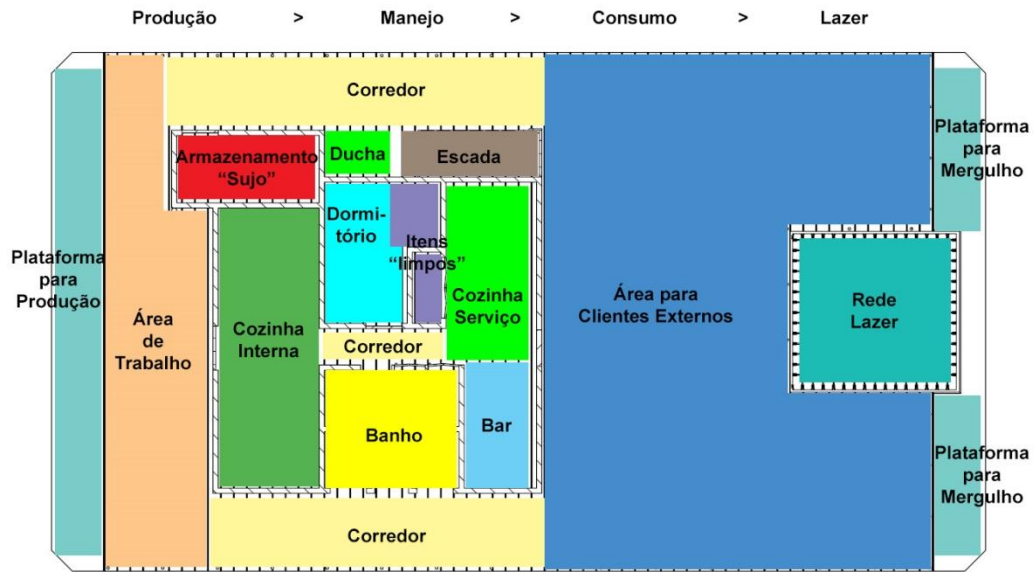 Produção > Manejo > Consumo > Lazer
Corredor
Plataforma
para
Mergulho
Armazenamento
“Sujo”
Ducha
Escada
Dormi-
tório
Itens
“limpos”
Plataforma
para
Produção
Área
de
Trabalho
Cozinha
Interna
Cozinha
Serviço
Área para
Clientes Externos
Rede
Lazer
Corredor
Banho
Bar
Plataforma
para
Mergulho
Corredor